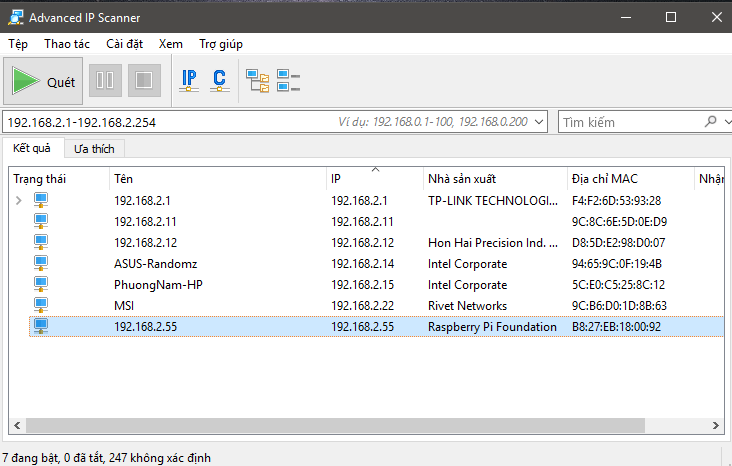 Advanced IP Scanner
Tệp Thao tác Cài đặt Xem Trợ giúp
Quét IP C
192.168.2.1-192.168.2.254 Ví dụ: 192.168.0.1-100, 192.168.0.200 Tìm kiếm
Kết quả Ưa thích
Trạng thái Tên IP Nhà sản xuất Địa chỉ MAC Nhận
192.168.2.1 192.168.2.1 TP-LINK TECHNOLOGI... F4:F2:6D:53:93:28
192.168.2.11 192.168.2.11 9C:8C:6E:5D:0E:D9
192.168.2.12 192.168.2.12 Hon Hai Precision Ind. ... D8:5D:E2:98:D0:07
ASUS-Randomz 192.168.2.14 Intel Corporate 94:65:9C:0F:19:4B
PhuongNam-HP 192.168.2.15 Intel Corporate 5C:E0:C5:25:8C:12
MSI 192.168.2.22 Rivet Networks 9C:B6:D0:1D:8B:63
192.168.2.55 192.168.2.55 Raspberry Pi Foundation B8:27:EB:18:00:92
7 đang bật, 0 đã tắt, 247 không xác định